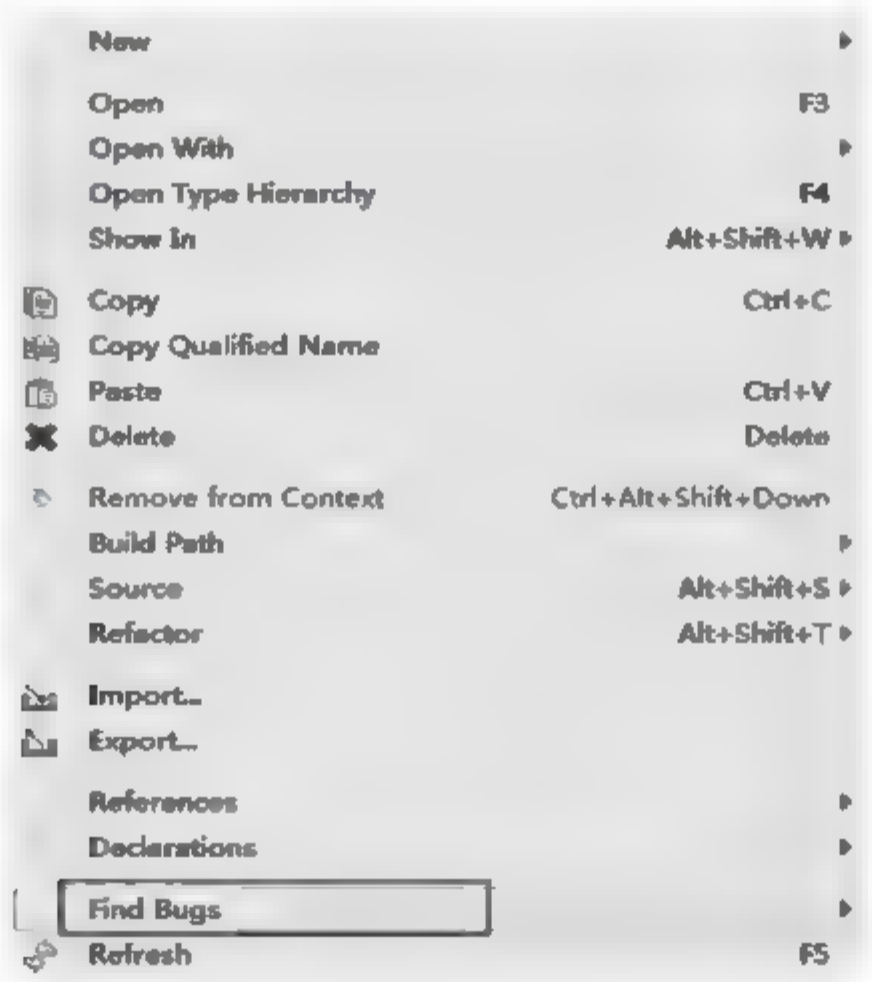 New
Open F3
Open With
Open Type Hierarchy F4
Show In Alt+Shift+W
Copy Ctrl+C
Copy Qualified Name
Paste Ctrl+V
Delete Delete
Remove from Context Ctrl+Alt+Shift+Down
Build Path
Source Alt+Shift+S
Refactor Alt+Shift+T
Import...
Export...
References
Declarations
Find Bugs
Refresh F5